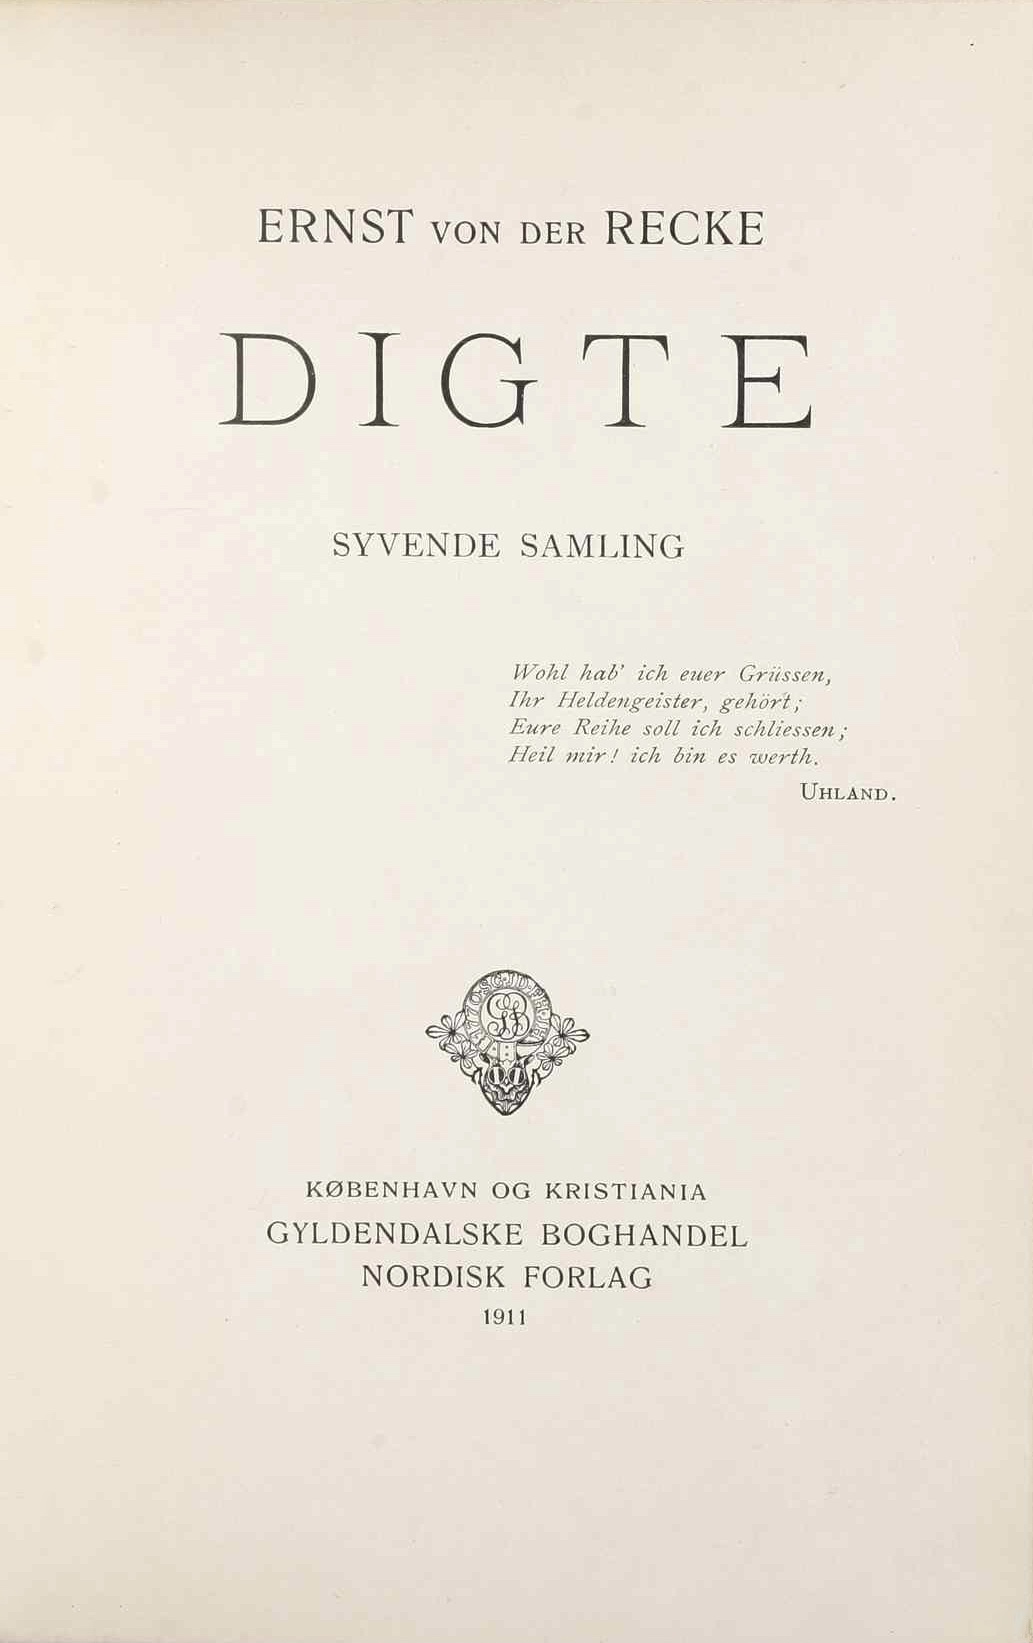 ERNST VON DER RECKE
DIGTE
SYVENDE SAMLING
Wohl hab' ich euer Grüssen,
Ihr Heldengeister, gehört;
Eure Reihe soll ich schliessen;
Heil mir! ich bin es werth.
UHLAND.
GB
KØBENHAVN OG KRISTIANIA
GYLDENDALSKE BOGHANDEL
NORDISK FORLAG
1911